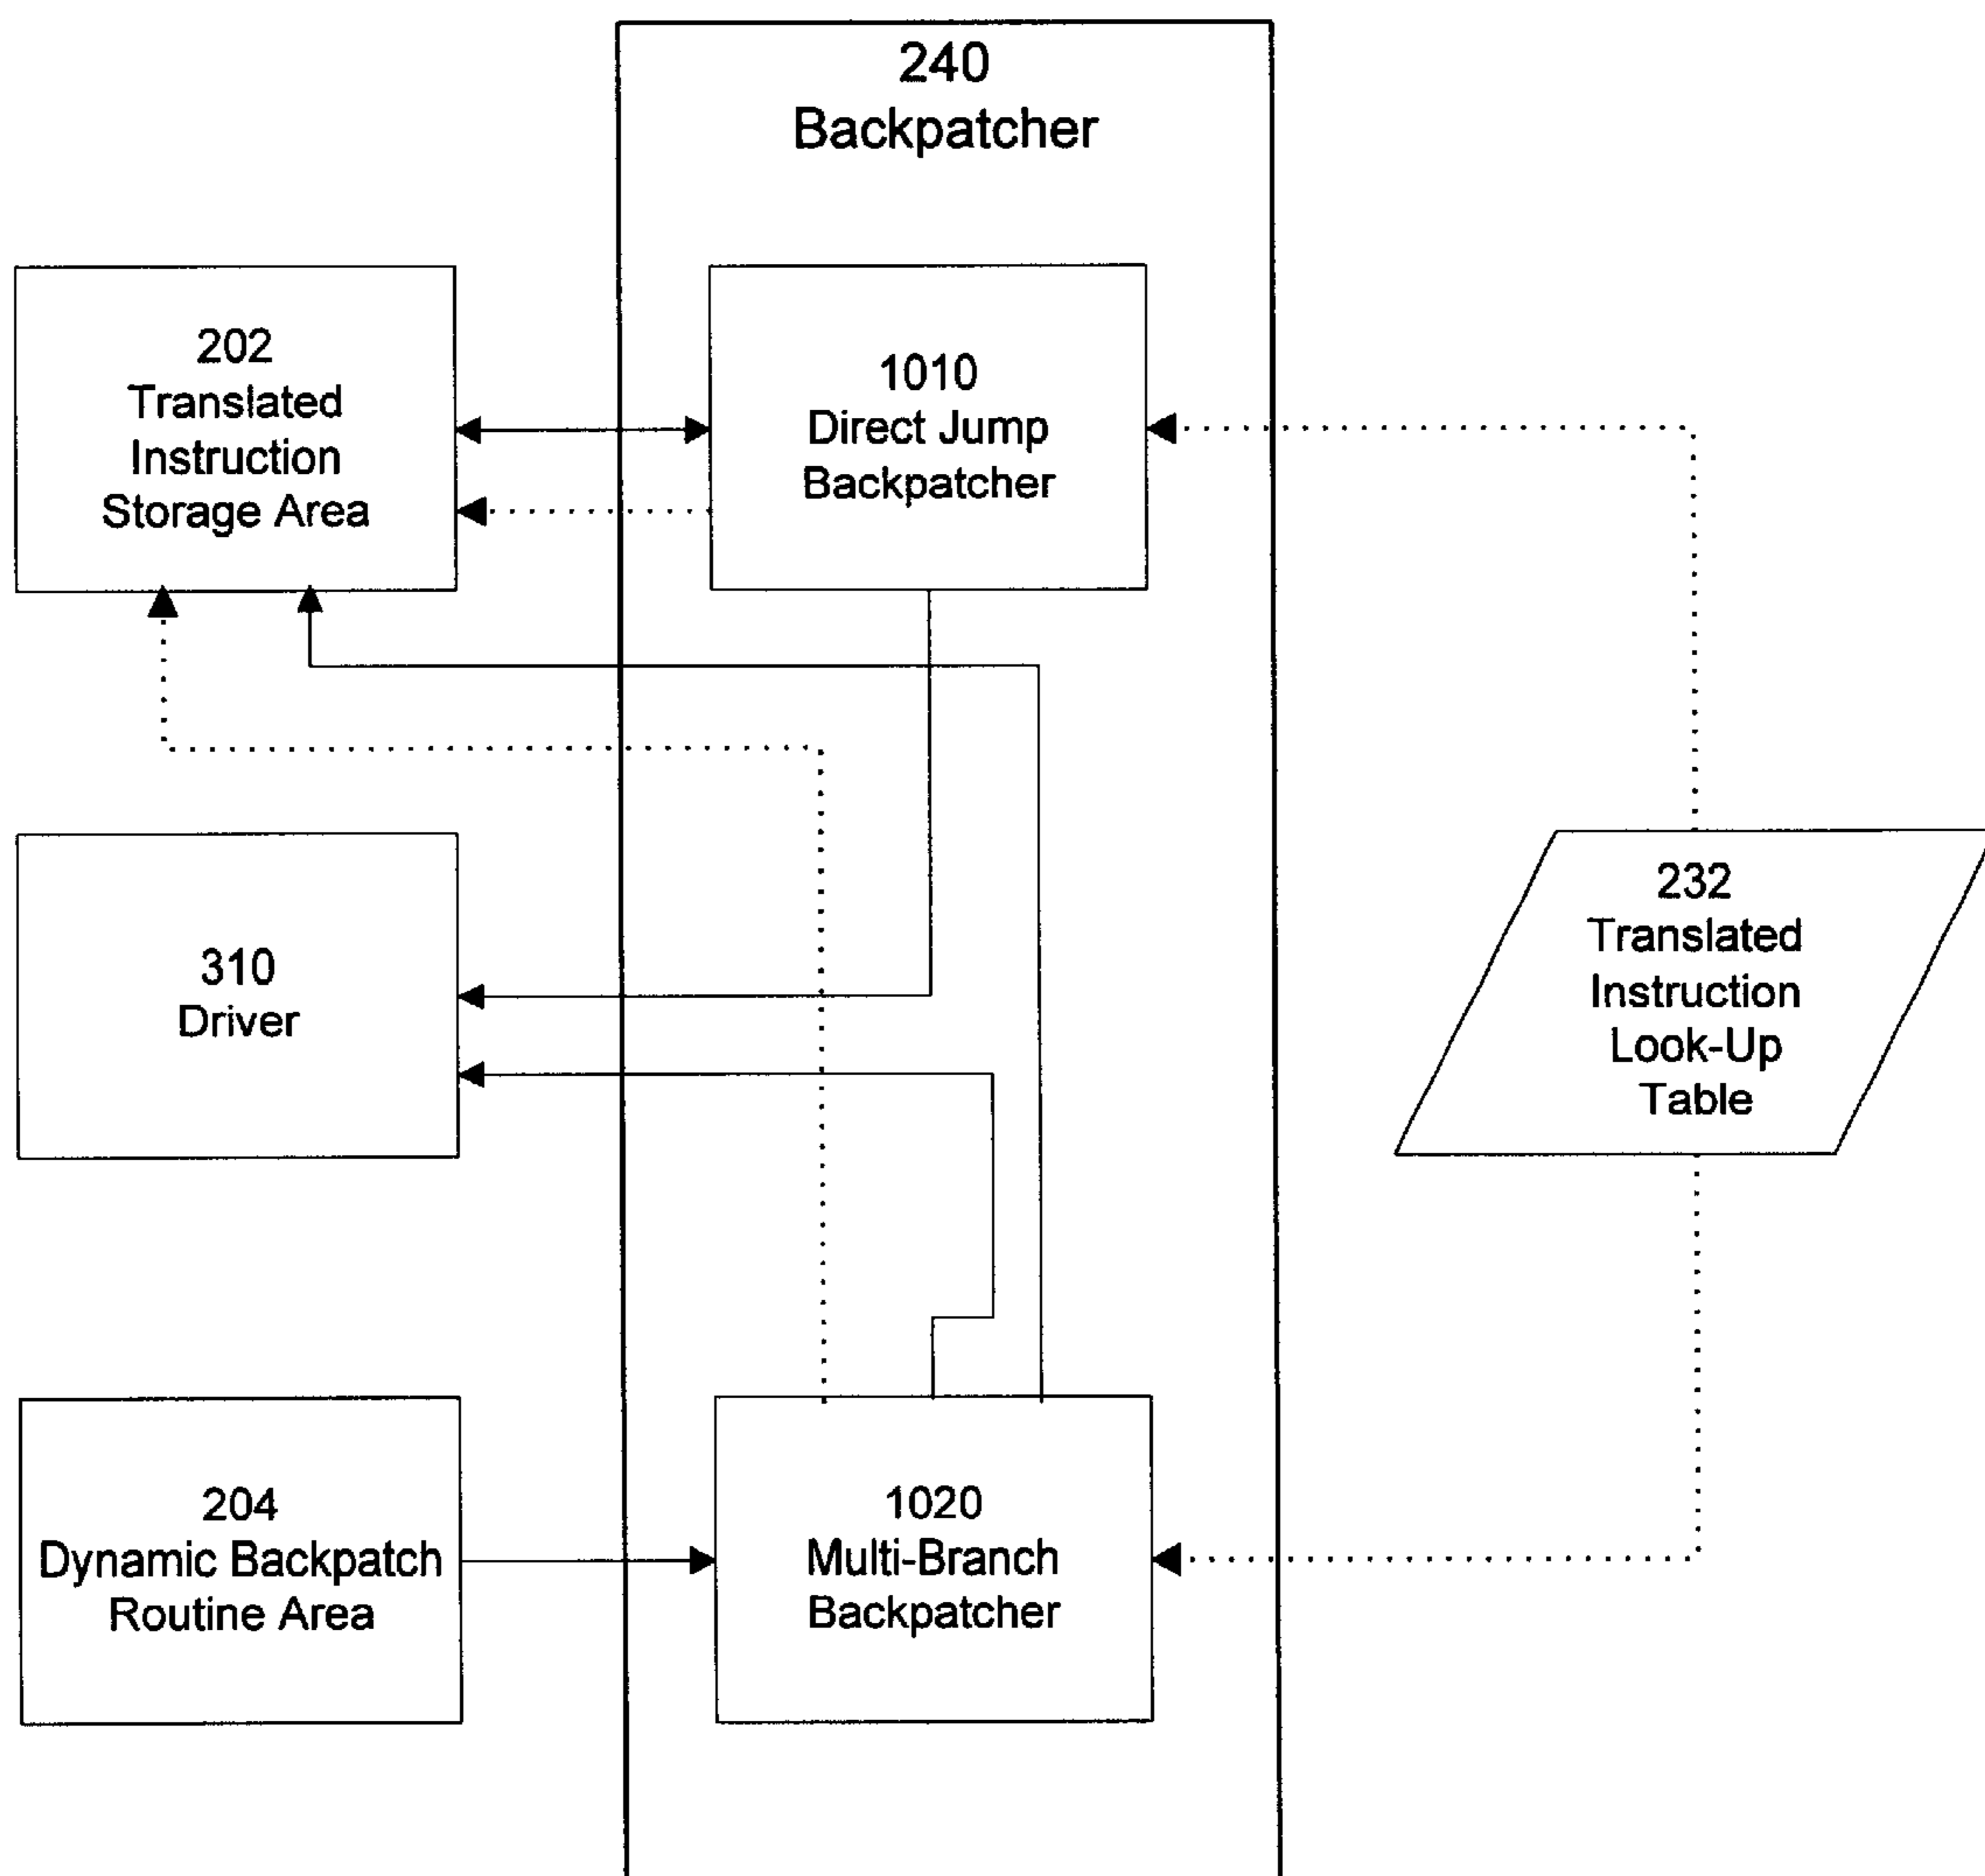 240
Backpatcher
202
Translated
Instruction
Storage Area
1010
Direct Jump
Backpatcher
310
Driver
232
Translated
Instruction
Look-Up
Table
204
Dynamic Backpatch
Routine Area
1020
Multi-Branch
Backpatcher